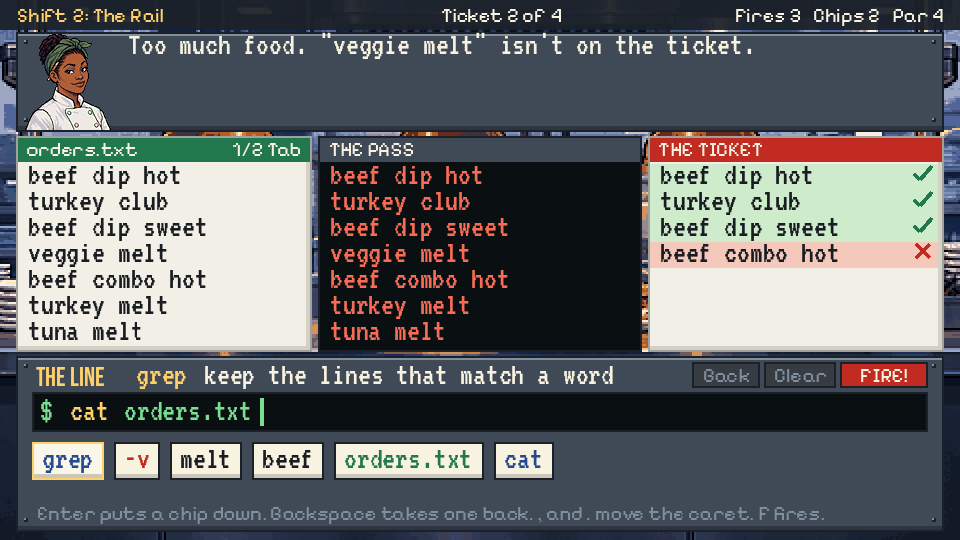 Shift 2: The Rail
Ticket 2 of 4
Fires 3 Chips 2 Par 4
Too much food. "veggie melt" isn't on the ticket.
orders.txt 1/2 Tab
beef dip hot
turkey club
beef dip sweet
veggie melt
beef combo hot
turkey melt
tuna melt
THE PASS
beef dip hot
turkey club
beef dip sweet
veggie melt
beef combo hot
turkey melt
tuna melt
THE TICKET
beef dip hot
turkey club
beef dip sweet
beef combo hot
THE LINE grep keep the lines that match a word
Back Clear FIRE!
$ cat orders.txt
grep -v melt beef orders.txt cat
Enter puts a chip down. Backspace takes one back. , and . move the caret. F fires.